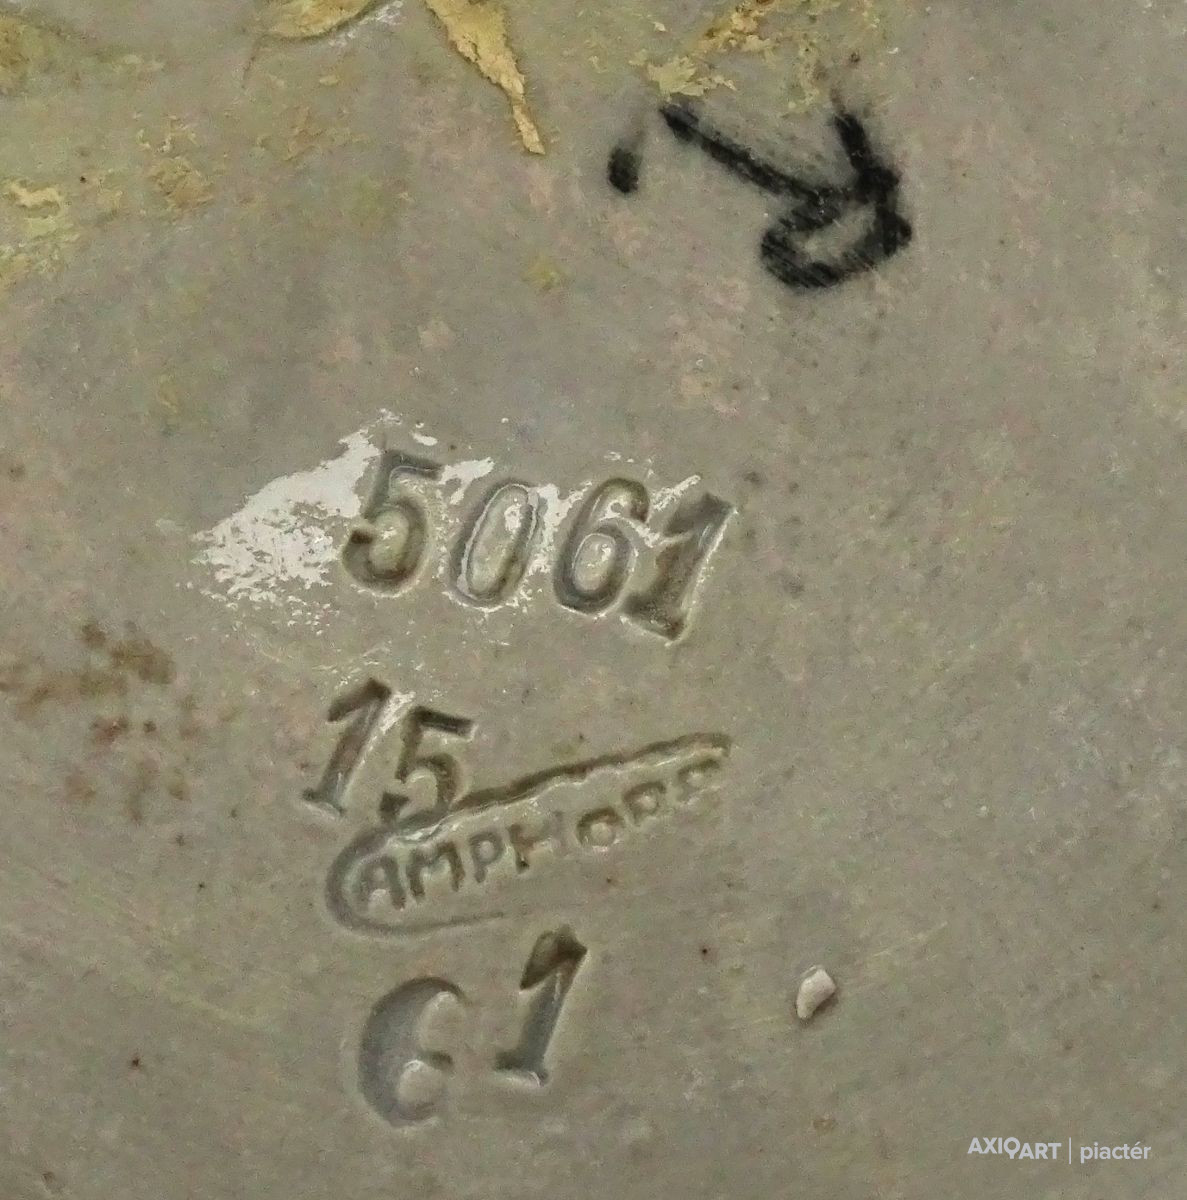 5061
15
AMPHORA
61
AXIOART | piactér